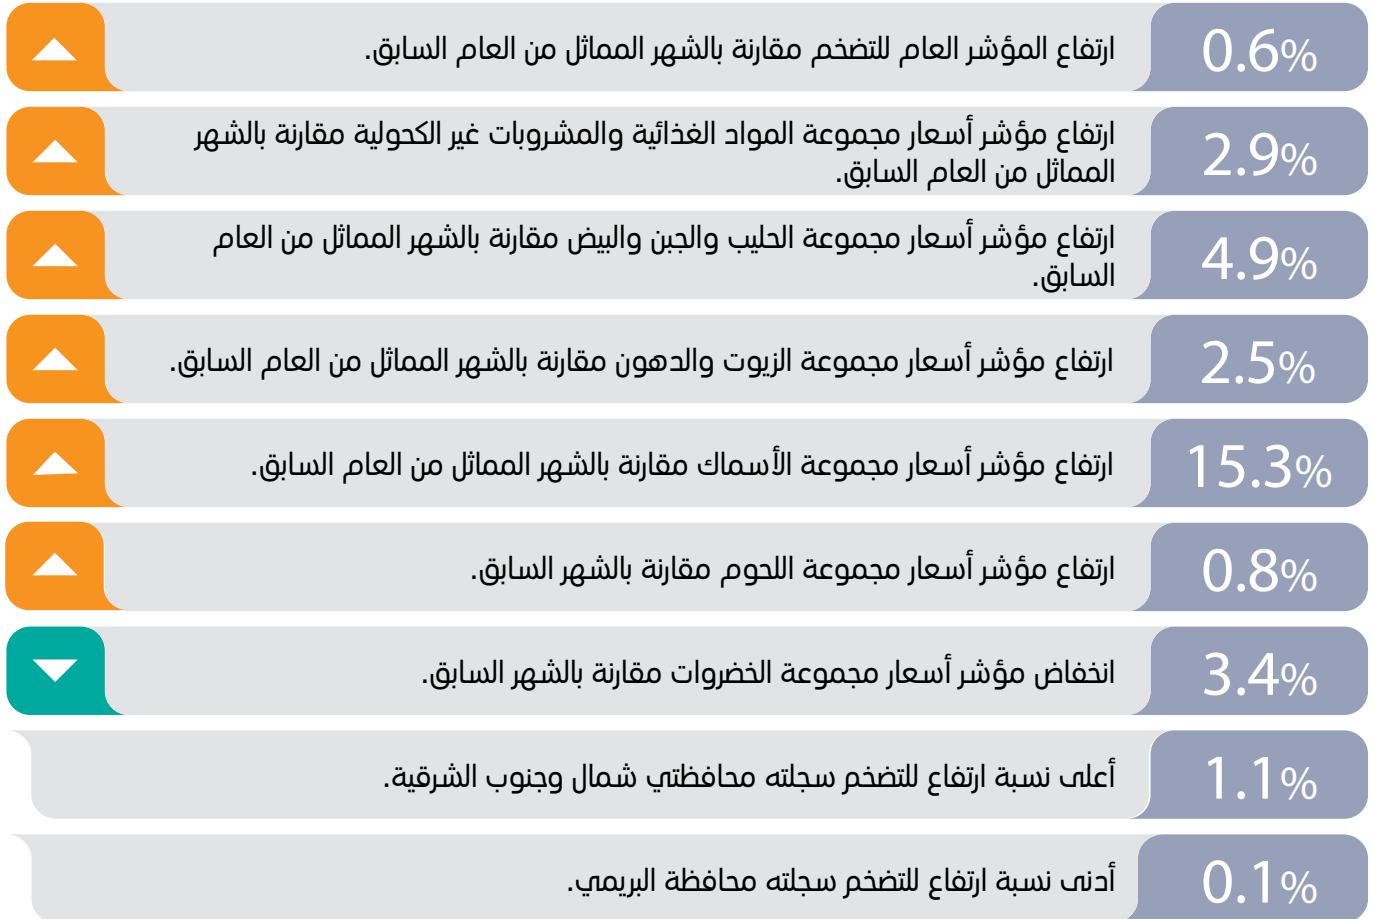 0.6%
ارتفاع المؤشر العام للتضخم مقارنة بالشهر المماثل من العام السابق.
2.9%
ارتفاع مؤشر أسعار مجموعة المواد الغذائية والمشروبات غير الكحولية مقارنة بالشهر
المماثل من العام السابق.
4.9%
ارتفاع مؤشر أسعار مجموعة الحليب والجبن والبيض مقارنة بالشهر المماثل من العام
السابق.
2.5%
ارتفاع مؤشر أسعار مجموعة الزيوت والدهون مقارنة بالشهر المماثل من العام السابق.
15.3%
ارتفاع مؤشر أسعار مجموعة الأسماك مقارنة بالشهر المماثل من العام السابق.
0.8%
ارتفاع مؤشر أسعار مجموعة اللحوم مقارنة بالشهر السابق.
3.4%
انخفاض مؤشر أسعار مجموعة الخضروات مقارنة بالشهر السابق.
1.1%
أعلى نسبة ارتفاع للتضخم سجلته محافظتي شمال وجنوب الشرقية.
0.1%
أدنى نسبة ارتفاع للتضخم سجلته محافظة البريمي.